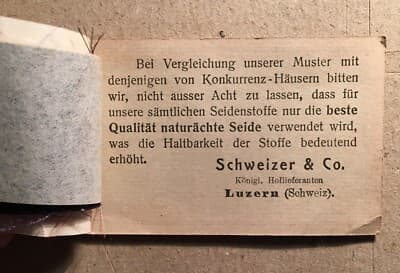 Bei Vergleichung unserer Muster mit
denjenigen von Konkurrenz-Häusern bitten
wir, nicht ausser Acht zu lassen, dass für
unsere sämtlichen Seidenstoffe nur die beste
Qualität naturächte Seide verwendet wird,
was die Haltbarkeit der Stoffe bedeutend
erhöht.
Schweizer & Co.
Königl. Hoflieferanten
Luzern (Schweiz).